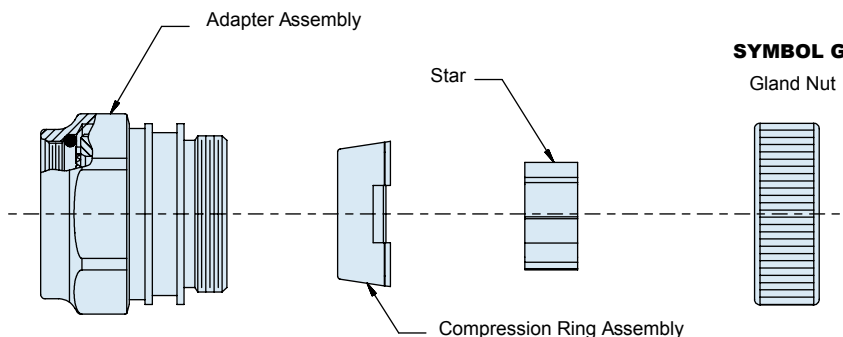 Adapter Assembly
SYMBOL G
Star
Gland Nut
Compression Ring Assembly